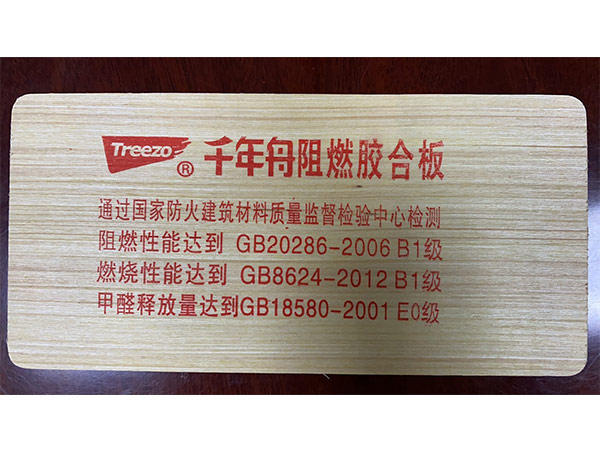 Treezo® 千年舟阻燃胶合板
通过国家防火建筑材料质量监督检验中心检测
阻燃性能达到 GB20286-2006 B1级
燃烧性能达到 GB8624-2012 B1级
甲醛释放量达到GB18580-2001 E0级